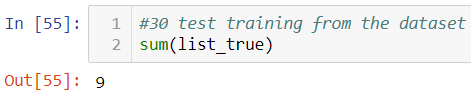 In [55]: 1 #30 test training from the dataset
2 sum(list_true)
Out[55]: 9